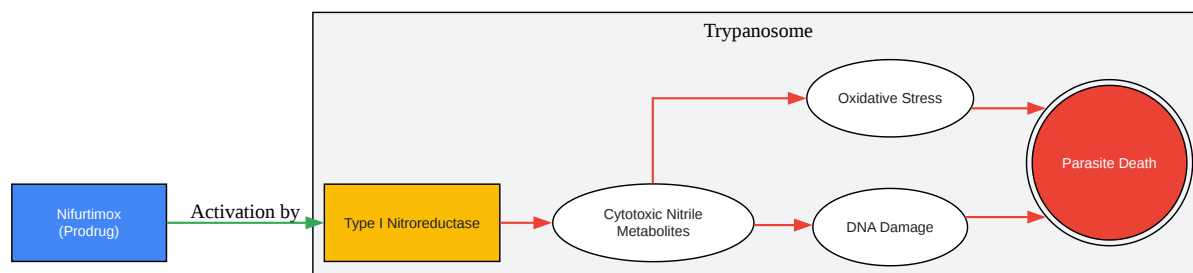 Trypanosome
Oxidative Stress
Parasite Death
Nifurtimox
(Prodrug)
Activation by
Type I Nitroreductase
Cytotoxic Nitrile
Metabolites
DNA Damage